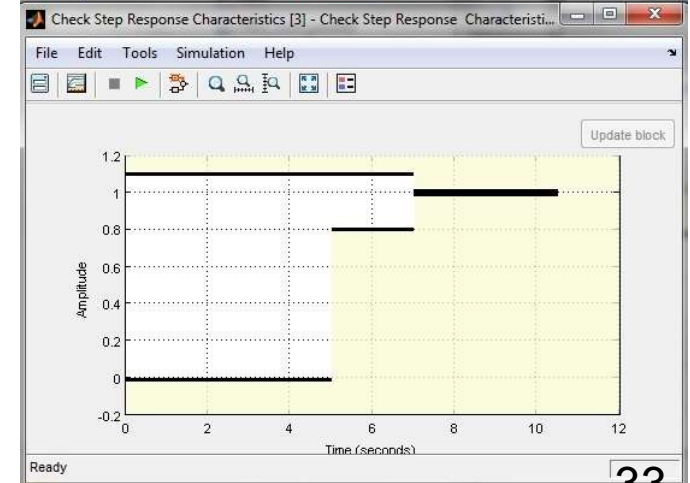 Check Step Response Characteristics [3] - Check Step Response Characteristi...
File Edit Tools Simulation Help
Update block
1.2
1
0.8
0.6
0.4
0.2
0
-0.2
Amplitude
0 2 4 6 8 10 12
Time (seconds)
Ready
33